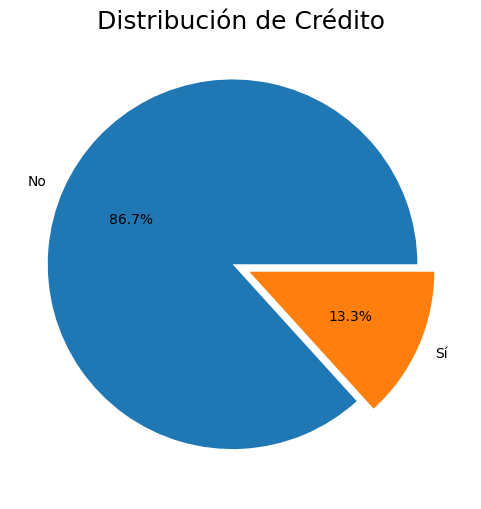 Distribución de Crédito
No
86.7%
13.3%
Sí